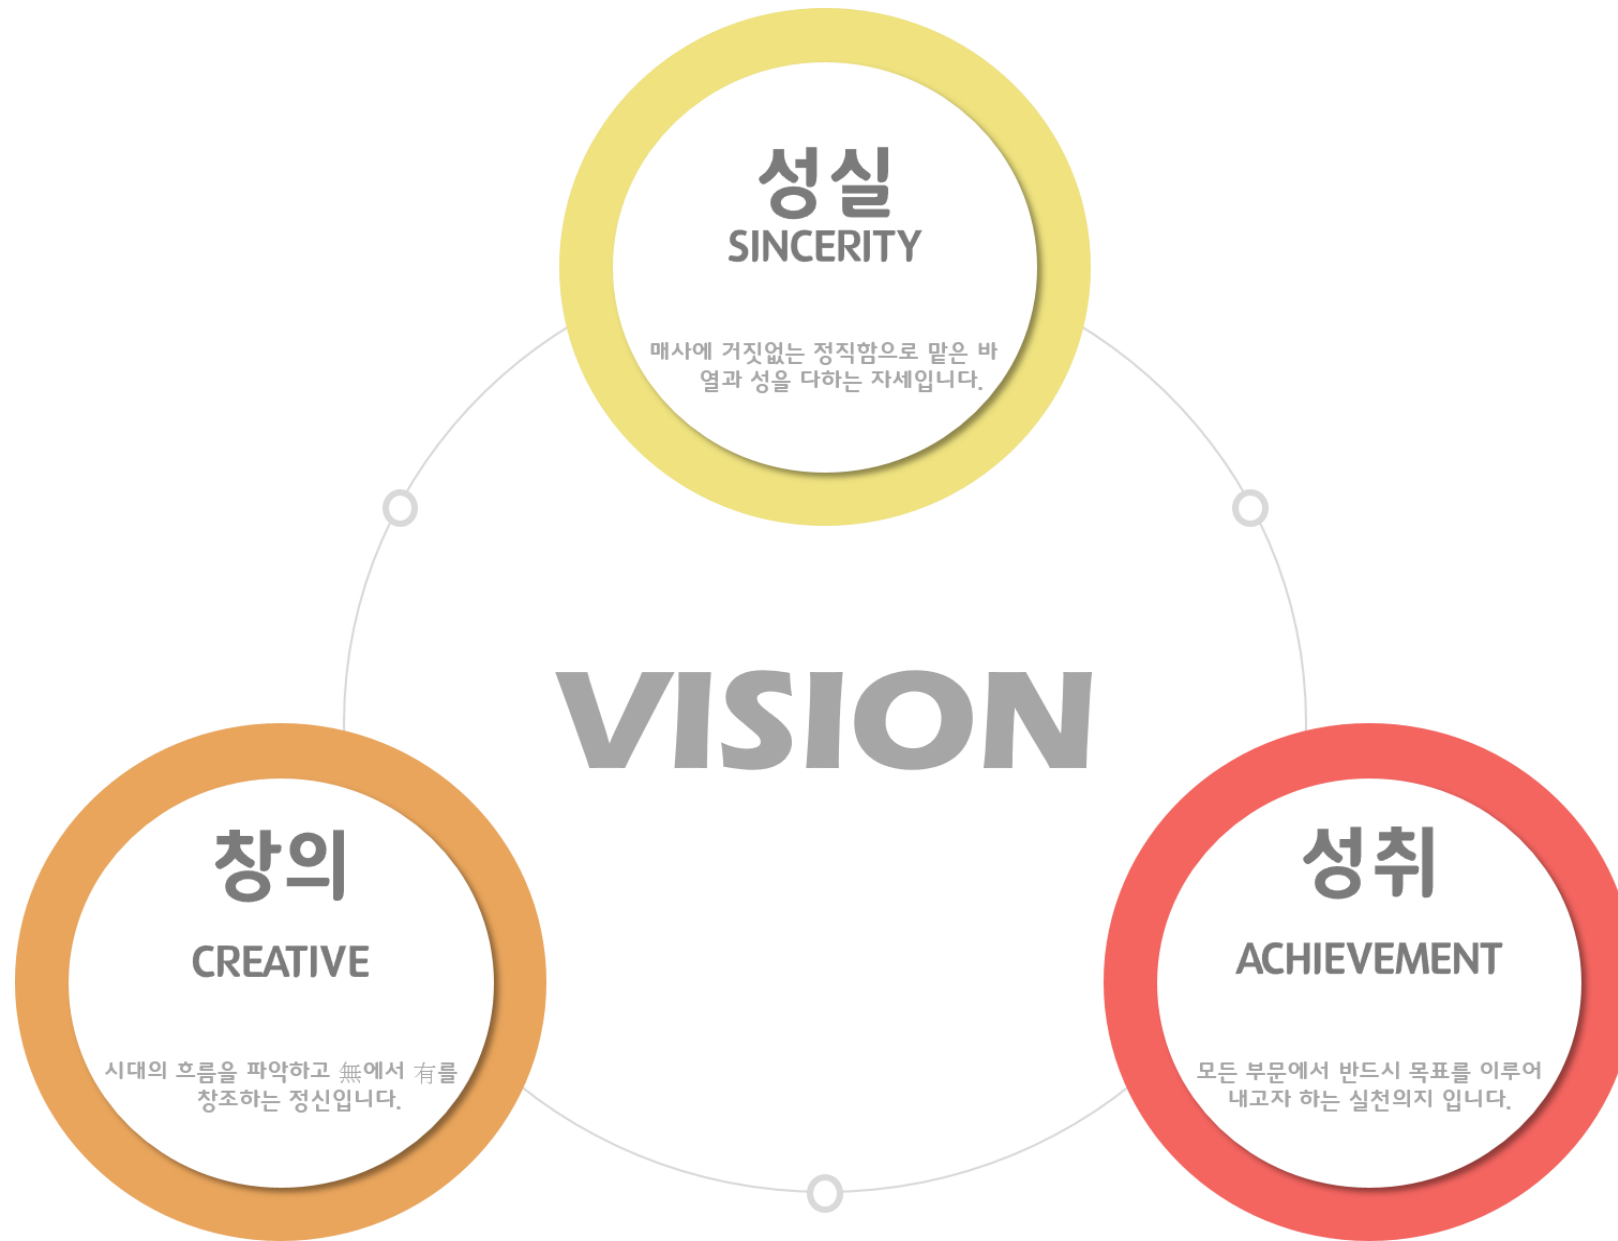 성실
SINCERITY
매사에 거짓없는 정직함으로 맡은 바
열과 성을 다하는 자세입니다.
VISION
창의
CREATIVE
시대의 흐름을 파악하고 無에서 有를
창조하는 정신입니다.
성취
ACHIEVEMENT
모든 부문에서 반드시 목표를 이루어
내고자 하는 실천의지 입니다.